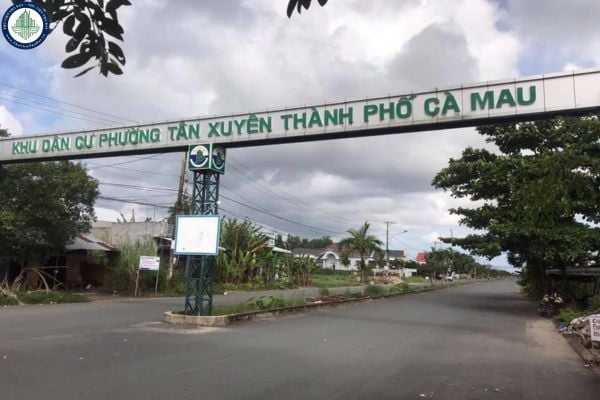 KHU DÂN CƯ PHƯỜNG TÂN XUYÊN THÀNH PHỐ CÀ MAU